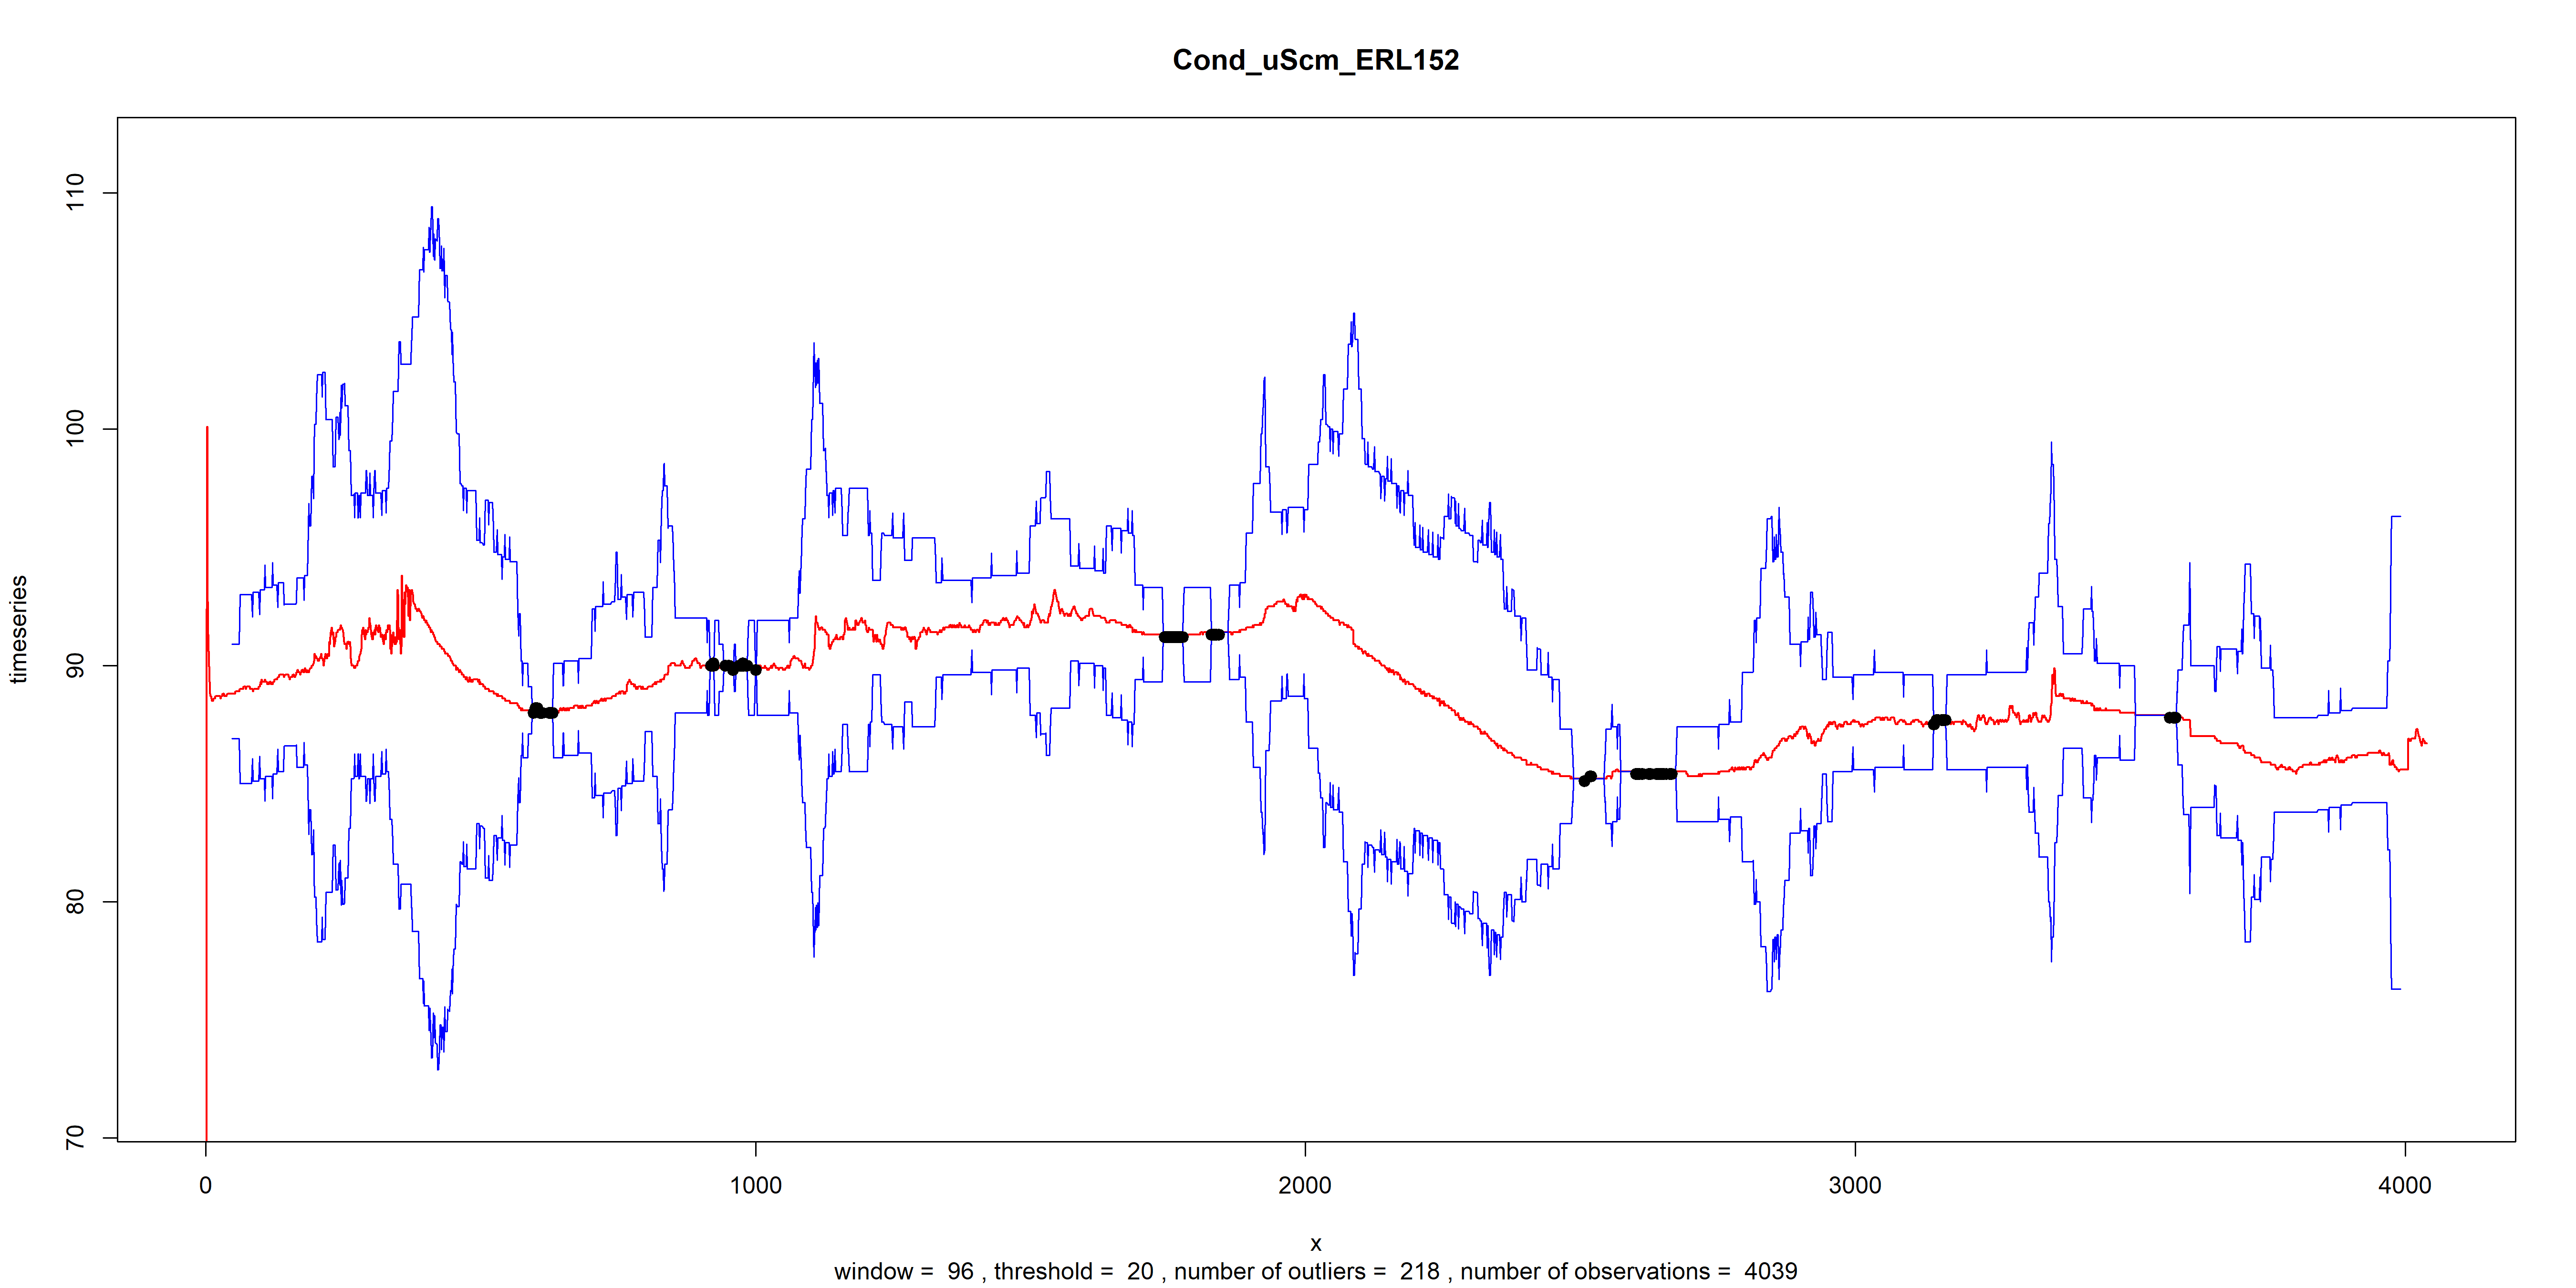 Cond_uScm_ERL152
timeseries
110
100
90
80
70
0 1000 2000 3000 4000
x
window =  96 , threshold =  20 , number of outliers =  218 , number of observations =  4039